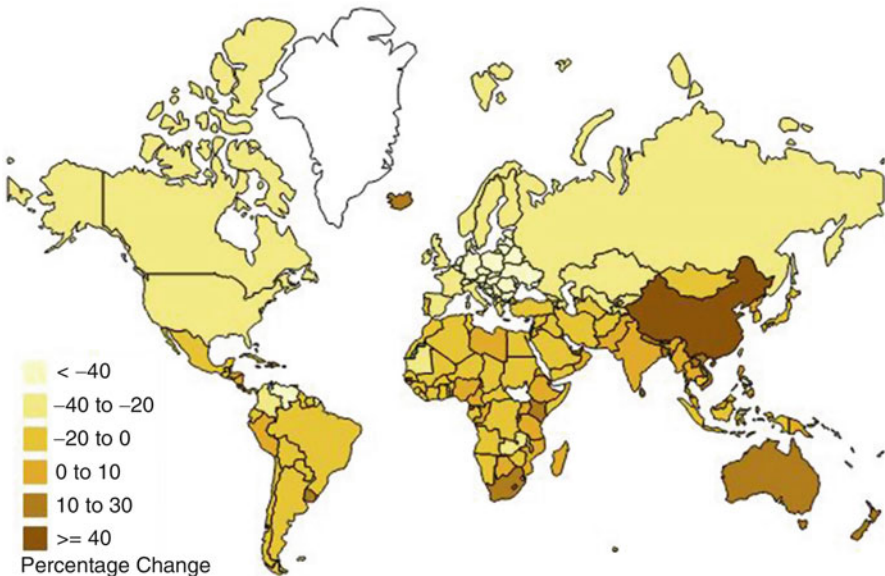 < –40
–40 to –20
–20 to 0
0 to 10
10 to 30
>= 40
Percentage Change